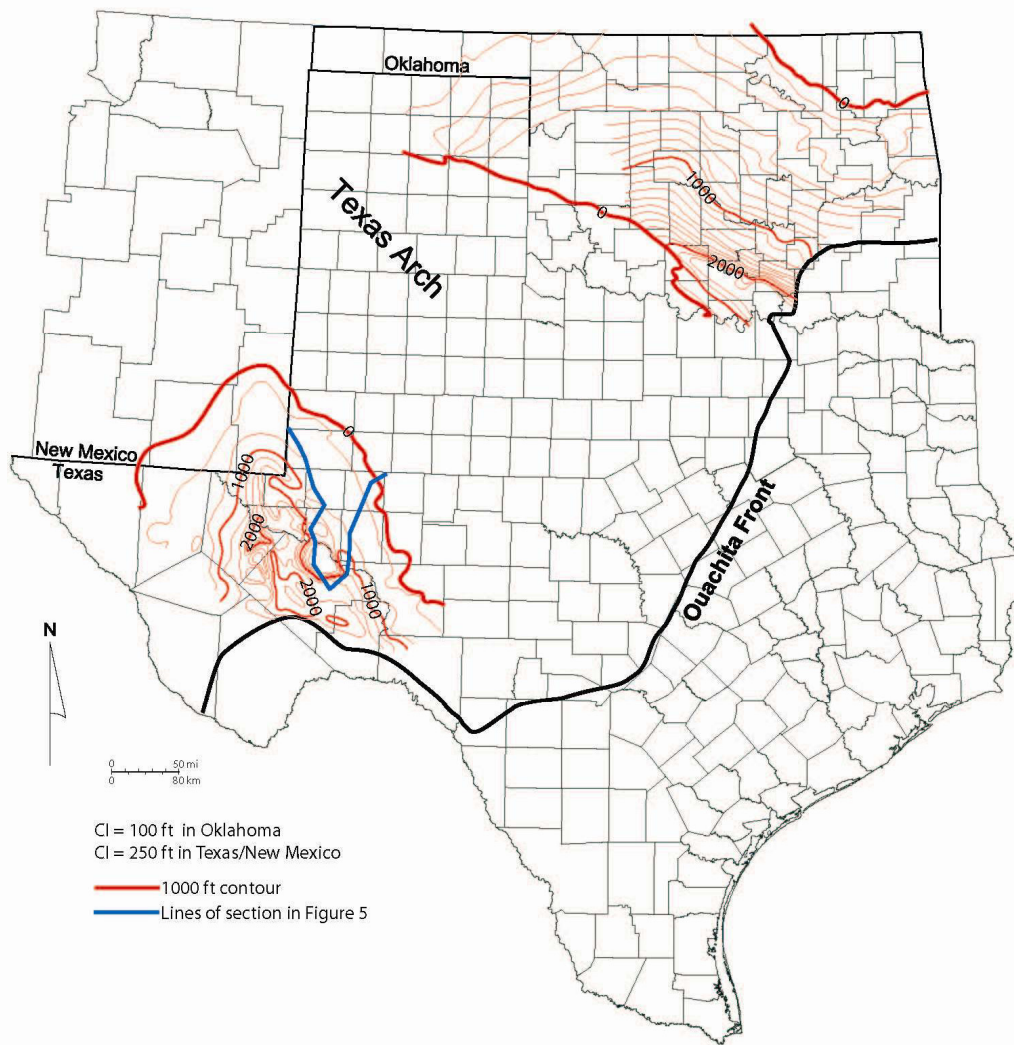 Oklahoma
0
1000
Texas Arch
0
2000
0
New Mexico
Texas
1000
2000
2000
1000
Ouachita Front
N
0 50 mi
0 80 km
CI = 100 ft in Oklahoma
CI = 250 ft in Texas/New Mexico
1000 ft contour
Lines of section in Figure 5